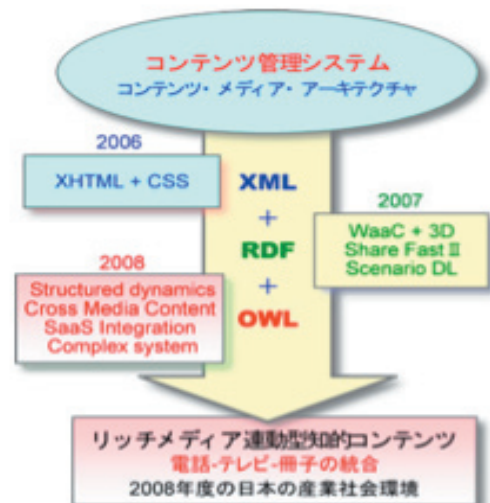 コンテンツ管理システム
コンテンツ・メディア・アーキテクチャ
2006
XHTML + CSS
XML
+
RDF
+
OWL
2007
WaaC + 3D
Share Fast Ⅱ
Scenario DL
2008
Structured dynamics
Cross Media Content
SaaS Integration
Complex system
リッチメディア連動型知的コンテンツ
電話-テレビ-冊子の統合
2008年度の日本の産業社会環境